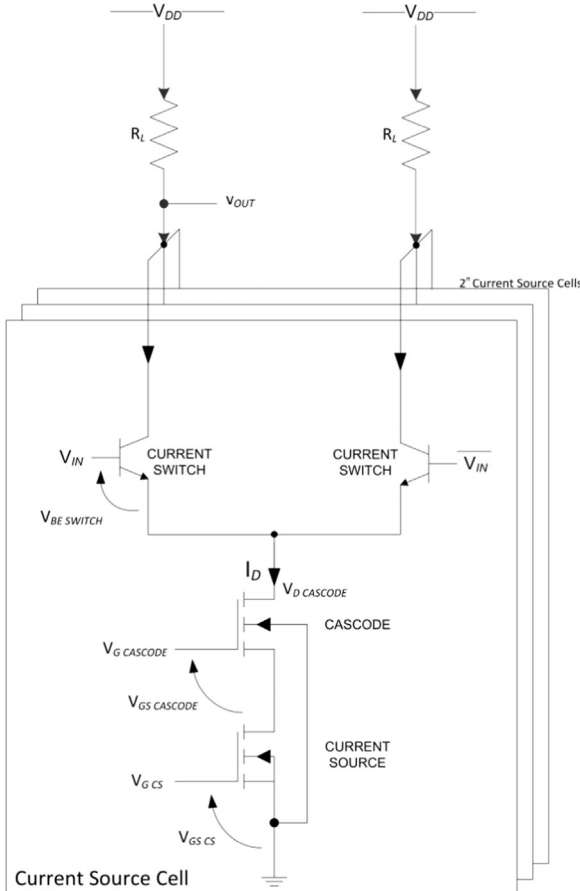 V_DD V_DD
R_L R_L
v_OUT
2^n Current Source Cells
V_IN CURRENT SWITCH CURRENT SWITCH V̅_I̅N̅
V_BE SWITCH
I_D
V_D CASCODE
CASCODE
V_G CASCODE
V_GS CASCODE
CURRENT
SOURCE
V_G CS
V_GS CS
Current Source Cell